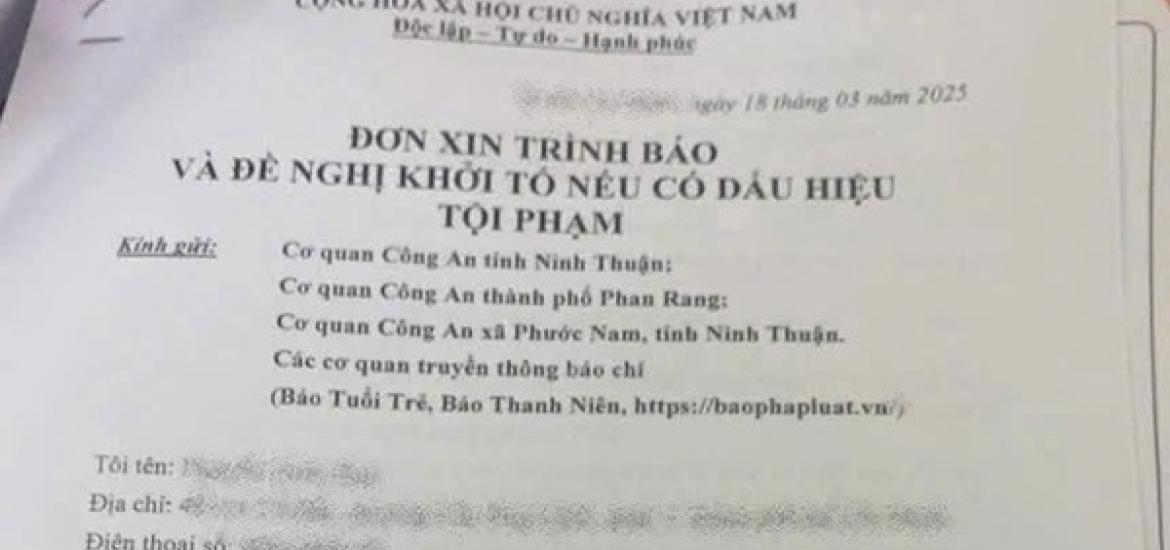 CỘNG HÒA XÃ HỘI CHỦ NGHĨA VIỆT NAM
Độc lập – Tự do – Hạnh phúc
ngày 18 tháng 03 năm 2025
ĐƠN XIN TRÌNH BÁO
VÀ ĐỀ NGHỊ KHỞI TỐ NẾU CÓ DẤU HIỆU
TỘI PHẠM
Kính gửi:
Cơ quan Công An tỉnh Ninh Thuận;
Cơ quan Công An thành phố Phan Rang;
Cơ quan Công An xã Phước Nam, tỉnh Ninh Thuận.
Các cơ quan truyền thông báo chí
(Báo Tuổi Trẻ, Báo Thanh Niên, https://baophapluat.vn/)
Tôi tên:
Địa chỉ:
Điện thoại số: